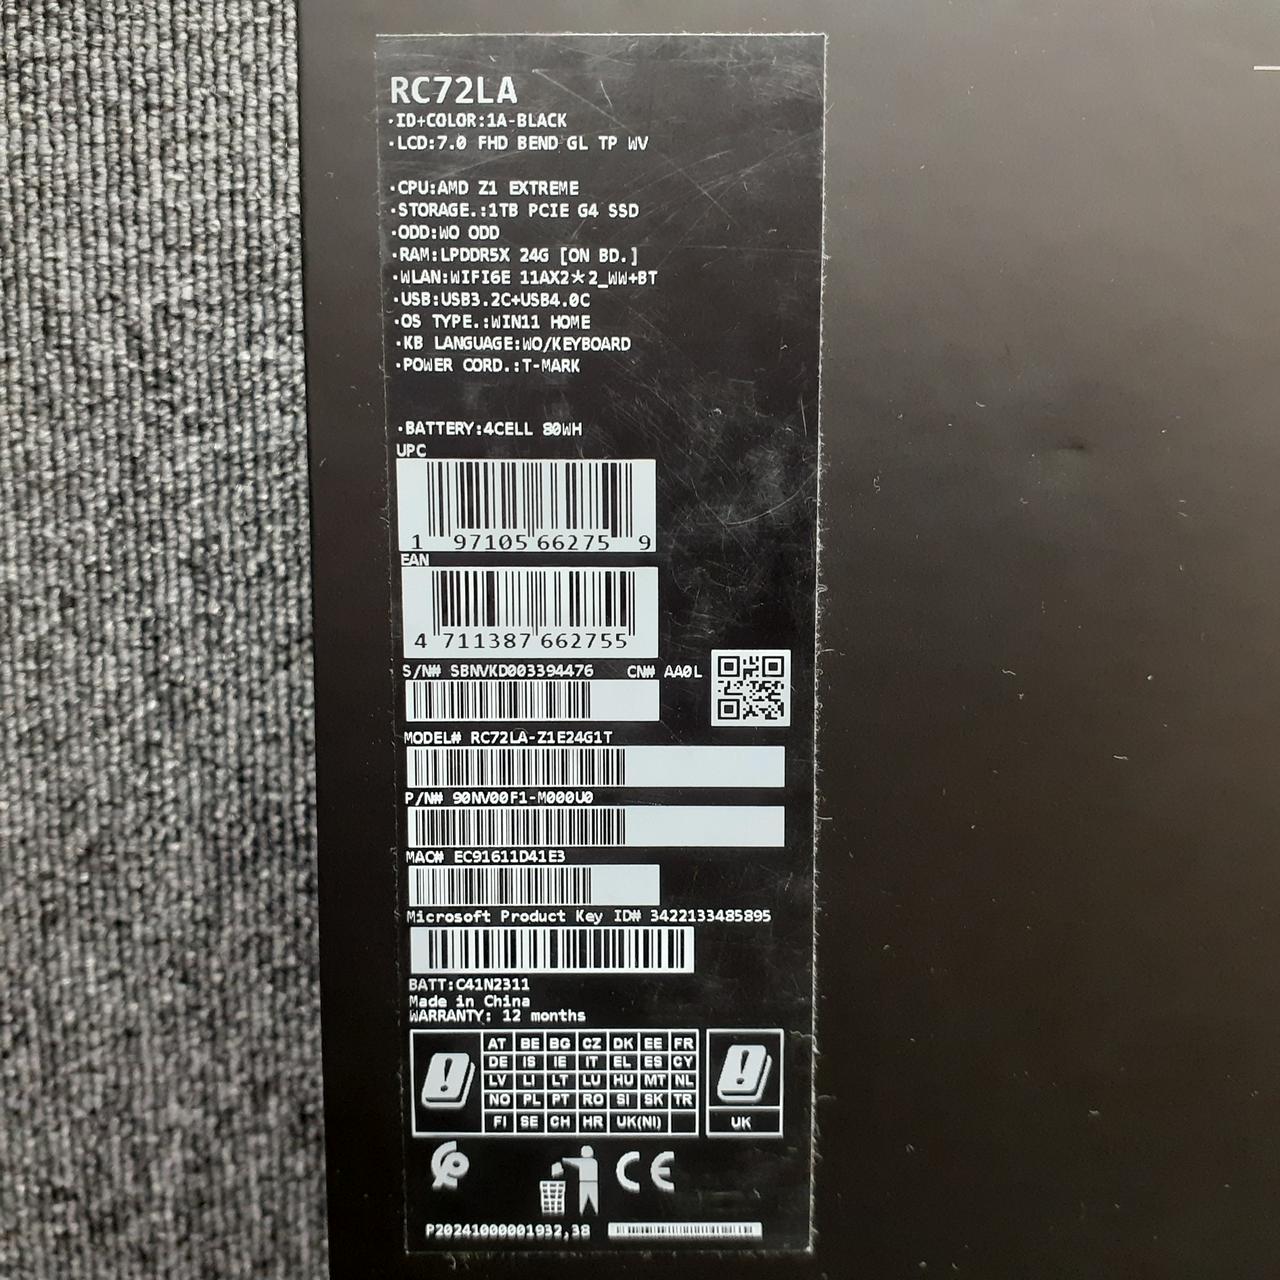 RC72LA
·ID+COLOR:1A-BLACK
·LCD:7.0 FHD BEND GL TP WV
·CPU:AMD Z1 EXTREME
·STORAGE.:1TB PCIE G4 SSD
·ODD:WO ODD
·RAM:LPDDR5X 24G [ON BD.]
·WLAN:WIFI6E 11AX2*2_WW+BT
·USB:USB3.2C+USB4.0C
·OS TYPE.:WIN11 HOME
·KB LANGUAGE:WO/KEYBOARD
·POWER CORD.:T-MARK
·BATTERY:4CELL 80WH
UPC
1 97105 66275 9
EAN
4 711387 662755
S/N# SBNVKD003394476 CN# AA0L
MODEL# RC72LA-Z1E24G1T
P/N# 90NV00F1-M000U0
MAC# EC91611D41E3
Microsoft Product Key ID# 3422133485895
BATT:C41N2311
Made in China
WARRANTY: 12 months
AT BE BG CZ DK EE FR
DE IS IE IT EL ES CY
LV LI LT LU HU MT NL
NO PL PT RO SI SK TR
FI SE CH HR UK(NI)
UK
CE
P20241000001932,38